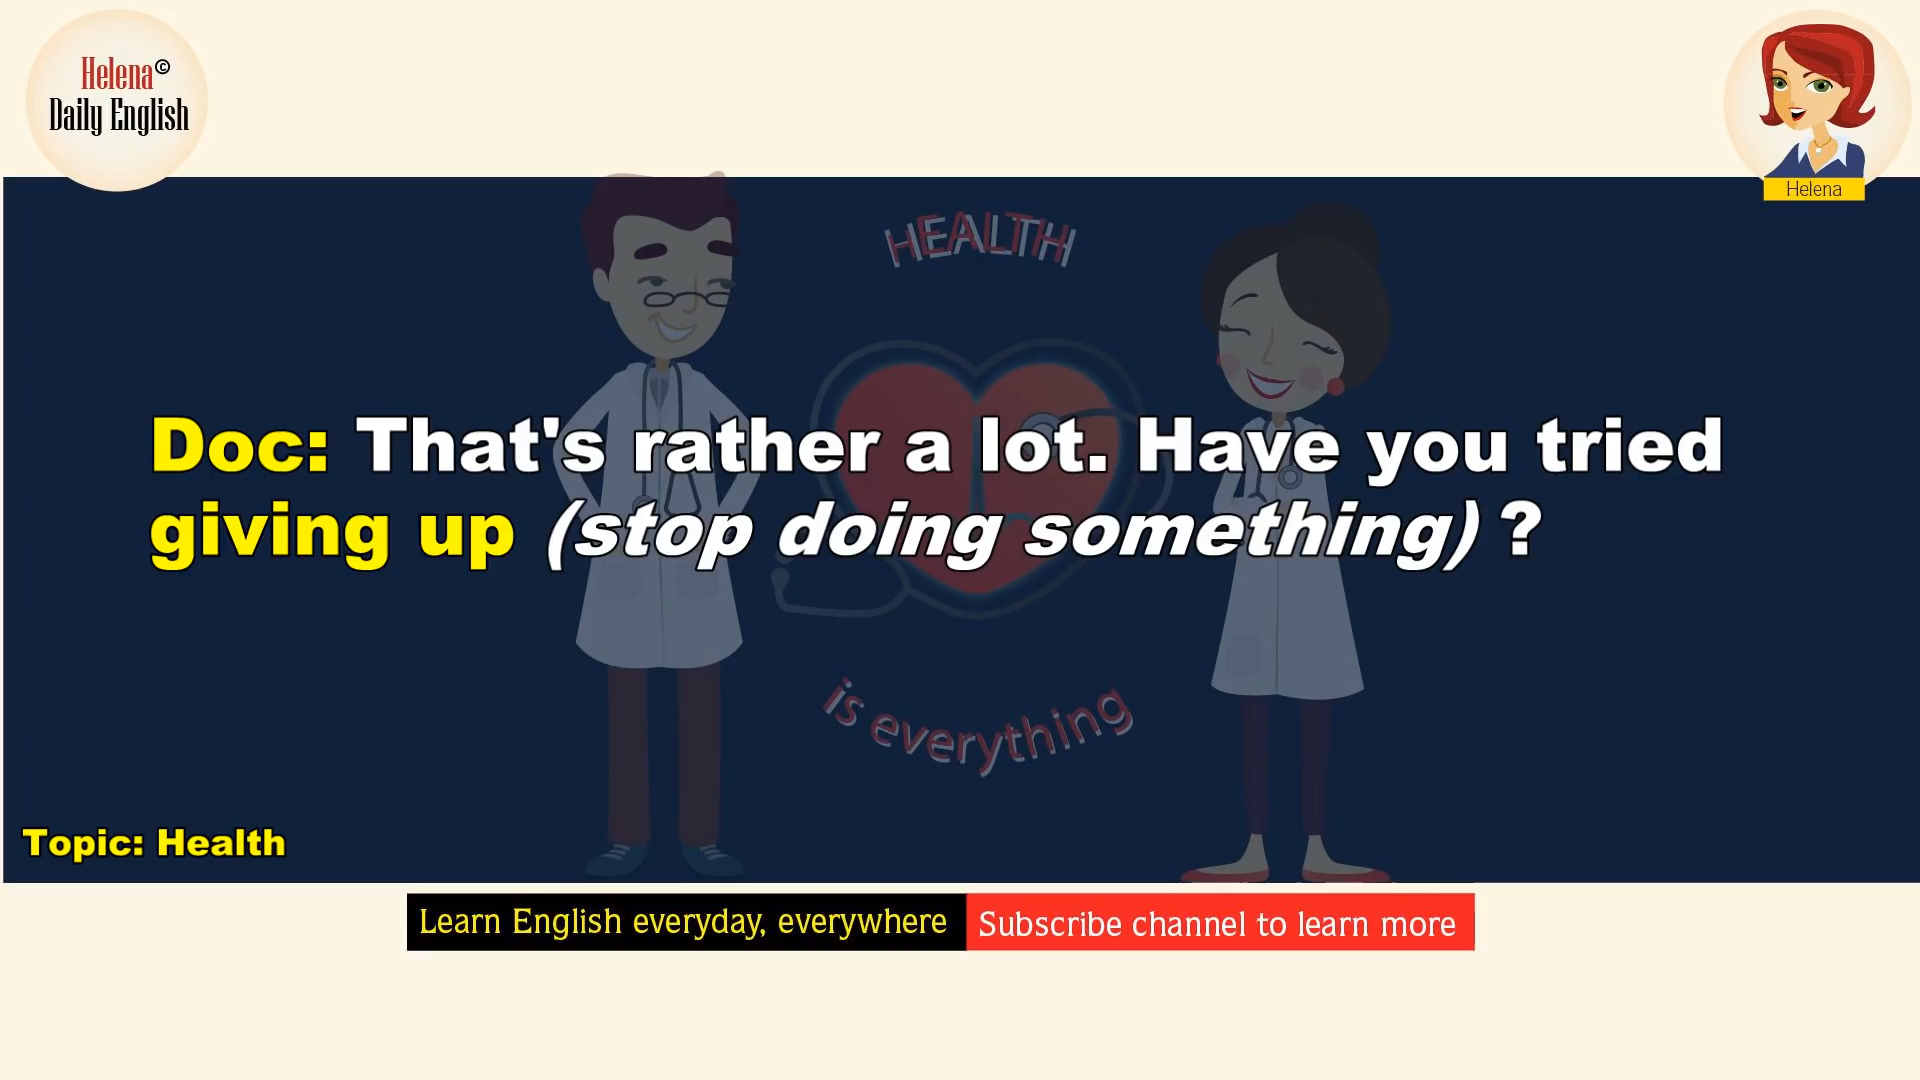 Helena©
Daily English
Helena
HEALTH
Doc: That's rather a lot. Have you tried
giving up (stop doing something) ?
is everything
Topic: Health
Learn English everyday, everywhere
Subscribe channel to learn more